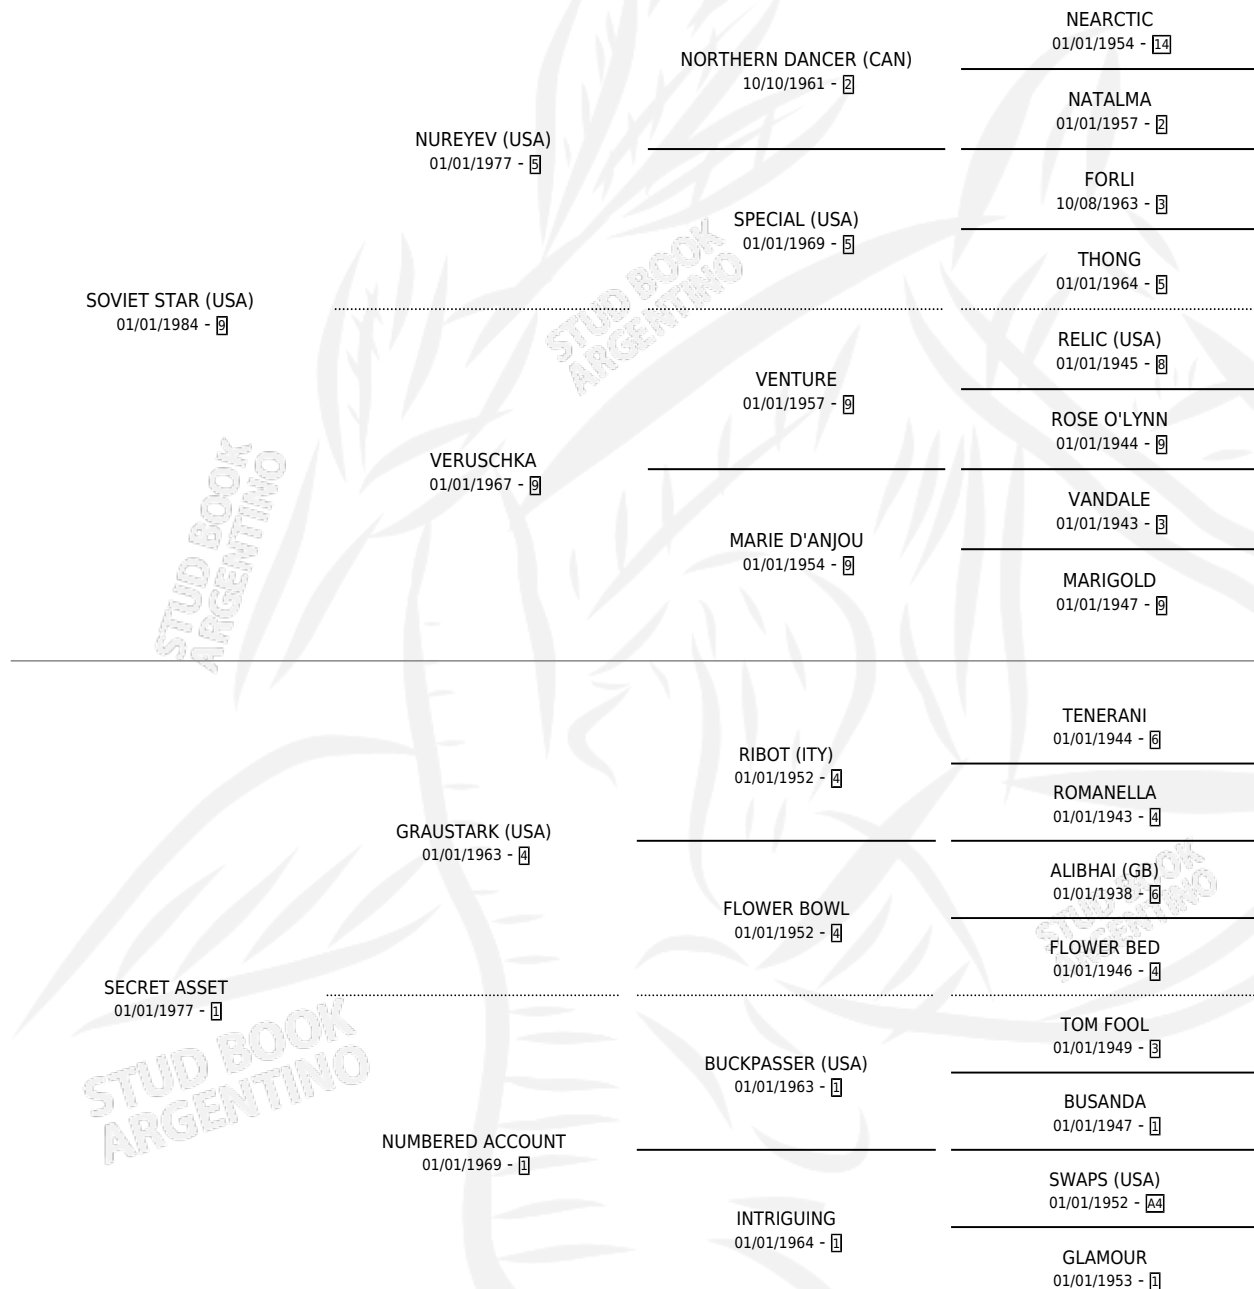 SOVIET STAR (USA)
01/01/1984 - 9
NUREYEV (USA)
01/01/1977 - 5
NORTHERN DANCER (CAN)
10/10/1961 - 2
NEARCTIC
01/01/1954 - 14
NATALMA
01/01/1957 - 2
SPECIAL (USA)
01/01/1969 - 5
FORLI
10/08/1963 - 3
THONG
01/01/1964 - 5
VERUSCHKA
01/01/1967 - 9
VENTURE
01/01/1957 - 9
RELIC (USA)
01/01/1945 - 8
ROSE O'LYNN
01/01/1944 - 9
MARIE D'ANJOU
01/01/1954 - 9
VANDALE
01/01/1943 - 3
MARIGOLD
01/01/1947 - 9
SECRET ASSET
01/01/1977 - 1
GRAUSTARK (USA)
01/01/1963 - 4
RIBOT (ITY)
01/01/1952 - 4
TENERANI
01/01/1944 - 6
ROMANELLA
01/01/1943 - 4
FLOWER BOWL
01/01/1952 - 4
ALIBHAI (GB)
01/01/1938 - 6
FLOWER BED
01/01/1946 - 4
NUMBERED ACCOUNT
01/01/1969 - 1
BUCKPASSER (USA)
01/01/1963 - 1
TOM FOOL
01/01/1949 - 3
BUSANDA
01/01/1947 - 1
INTRIGUING
01/01/1964 - 1
SWAPS (USA)
01/01/1952 - A4
GLAMOUR
01/01/1953 - 1
STUD BOOK
ARGENTINO
STUD BOOK
ARGENTINO
STUD BOOK
ARGENTINO
STUD BOOK
ARGENTINO